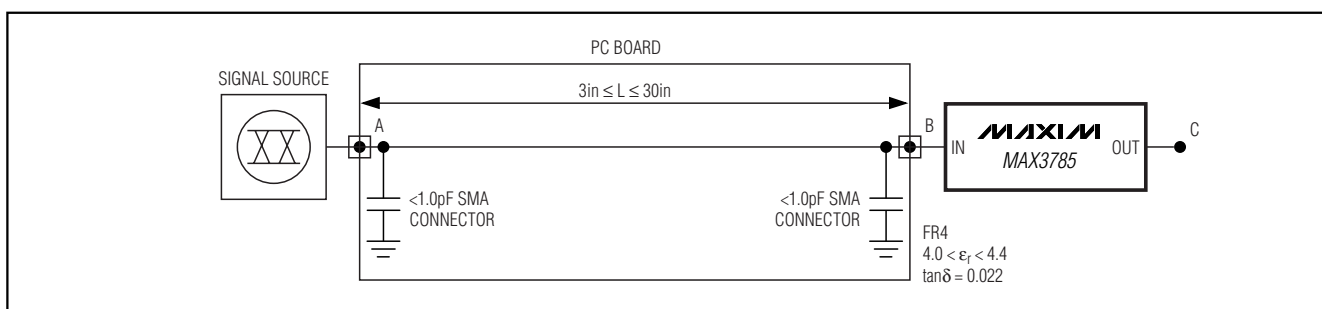 PC BOARD
SIGNAL SOURCE
3in ≤ L ≤ 30in
A
B
C
IN
MAXIM
MAX3785
OUT
<1.0pF SMA
CONNECTOR
<1.0pF SMA
CONNECTOR
FR4
4.0 < εr < 4.4
tanδ = 0.022